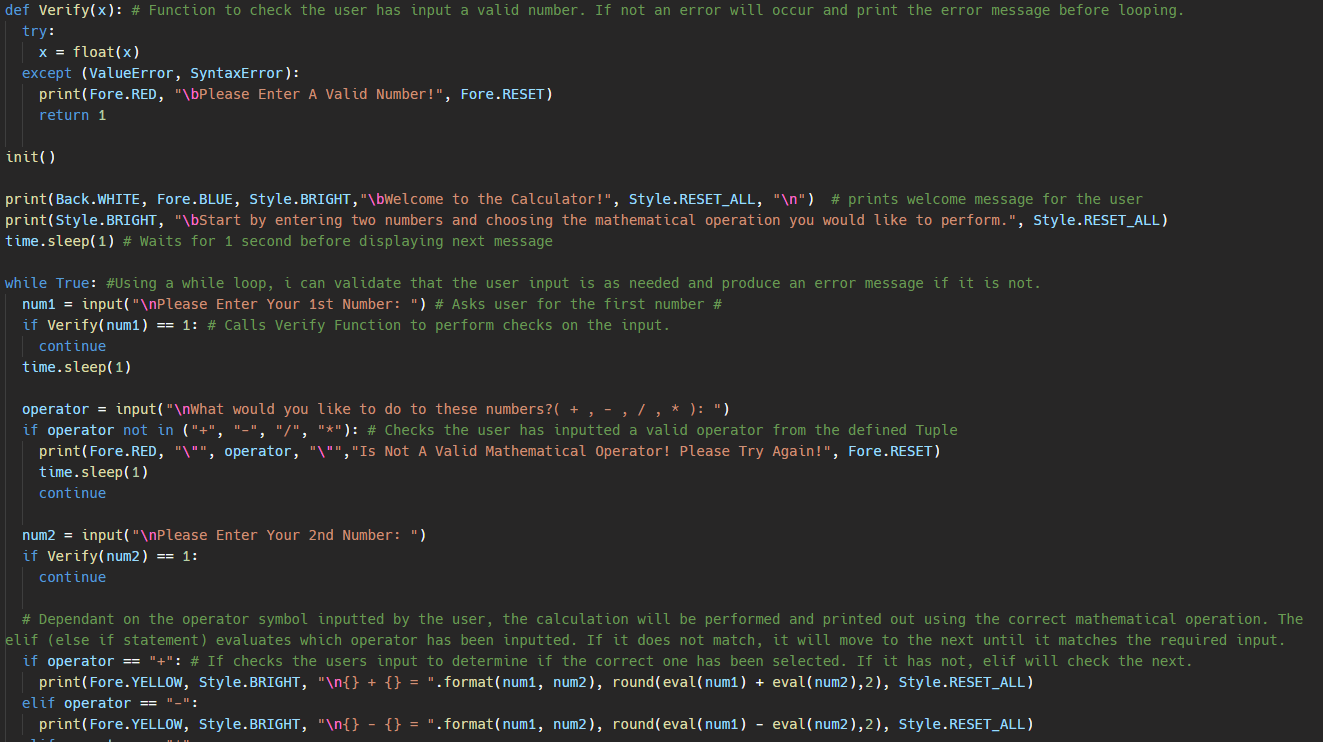 def Verify(x): # Function to check the user has input a valid number. If not an error will occur and print the error message before looping.
  try:
    x = float(x)
  except (ValueError, SyntaxError):
    print(Fore.RED, "\bPlease Enter A Valid Number!", Fore.RESET)
    return 1

init()

print(Back.WHITE, Fore.BLUE, Style.BRIGHT,"\bWelcome to the Calculator!", Style.RESET_ALL, "\n")  # prints welcome message for the user
print(Style.BRIGHT, "\bStart by entering two numbers and choosing the mathematical operation you would like to perform.", Style.RESET_ALL)
time.sleep(1) # Waits for 1 second before displaying next message

while True: #Using a while loop, i can validate that the user input is as needed and produce an error message if it is not.
  num1 = input("\nPlease Enter Your 1st Number: ") # Asks user for the first number #
  if Verify(num1) == 1: # Calls Verify Function to perform checks on the input.
    continue
  time.sleep(1)

  operator = input("\nWhat would you like to do to these numbers?( + , - , / , * ): ")
  if operator not in ("+", "-", "/", "*"): # Checks the user has inputted a valid operator from the defined Tuple
    print(Fore.RED, "\"", operator, "\"","Is Not A Valid Mathematical Operator! Please Try Again!", Fore.RESET)
    time.sleep(1)
    continue

  num2 = input("\nPlease Enter Your 2nd Number: ")
  if Verify(num2) == 1:
    continue

  # Dependant on the operator symbol inputted by the user, the calculation will be performed and printed out using the correct mathematical operation. The
elif (else if statement) evaluates which operator has been inputted. If it does not match, it will move to the next until it matches the required input.
  if operator == "+": # If checks the users input to determine if the correct one has been selected. If it has not, elif will check the next.
    print(Fore.YELLOW, Style.BRIGHT, "\n{} + {} = ".format(num1, num2), round(eval(num1) + eval(num2),2), Style.RESET_ALL)
  elif operator == "-":
    print(Fore.YELLOW, Style.BRIGHT, "\n{} - {} = ".format(num1, num2), round(eval(num1) - eval(num2),2), Style.RESET_ALL)